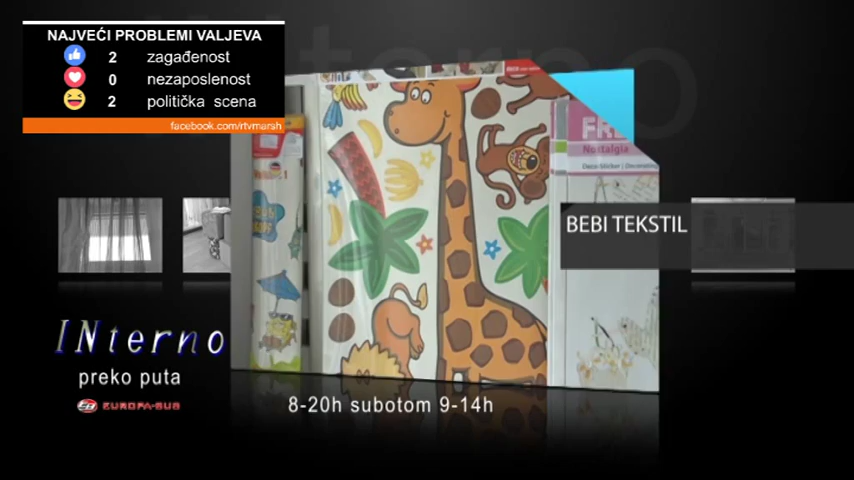 NAJVEĆI PROBLEMI VALJEVA
2 zagađenost
0 nezaposlenost
2 politička scena
facebook.com/rtvmarsh
Nostalgia
BEBI TEKSTIL
INterno
preko puta
EUROPA-BUS
8-20h subotom 9-14h